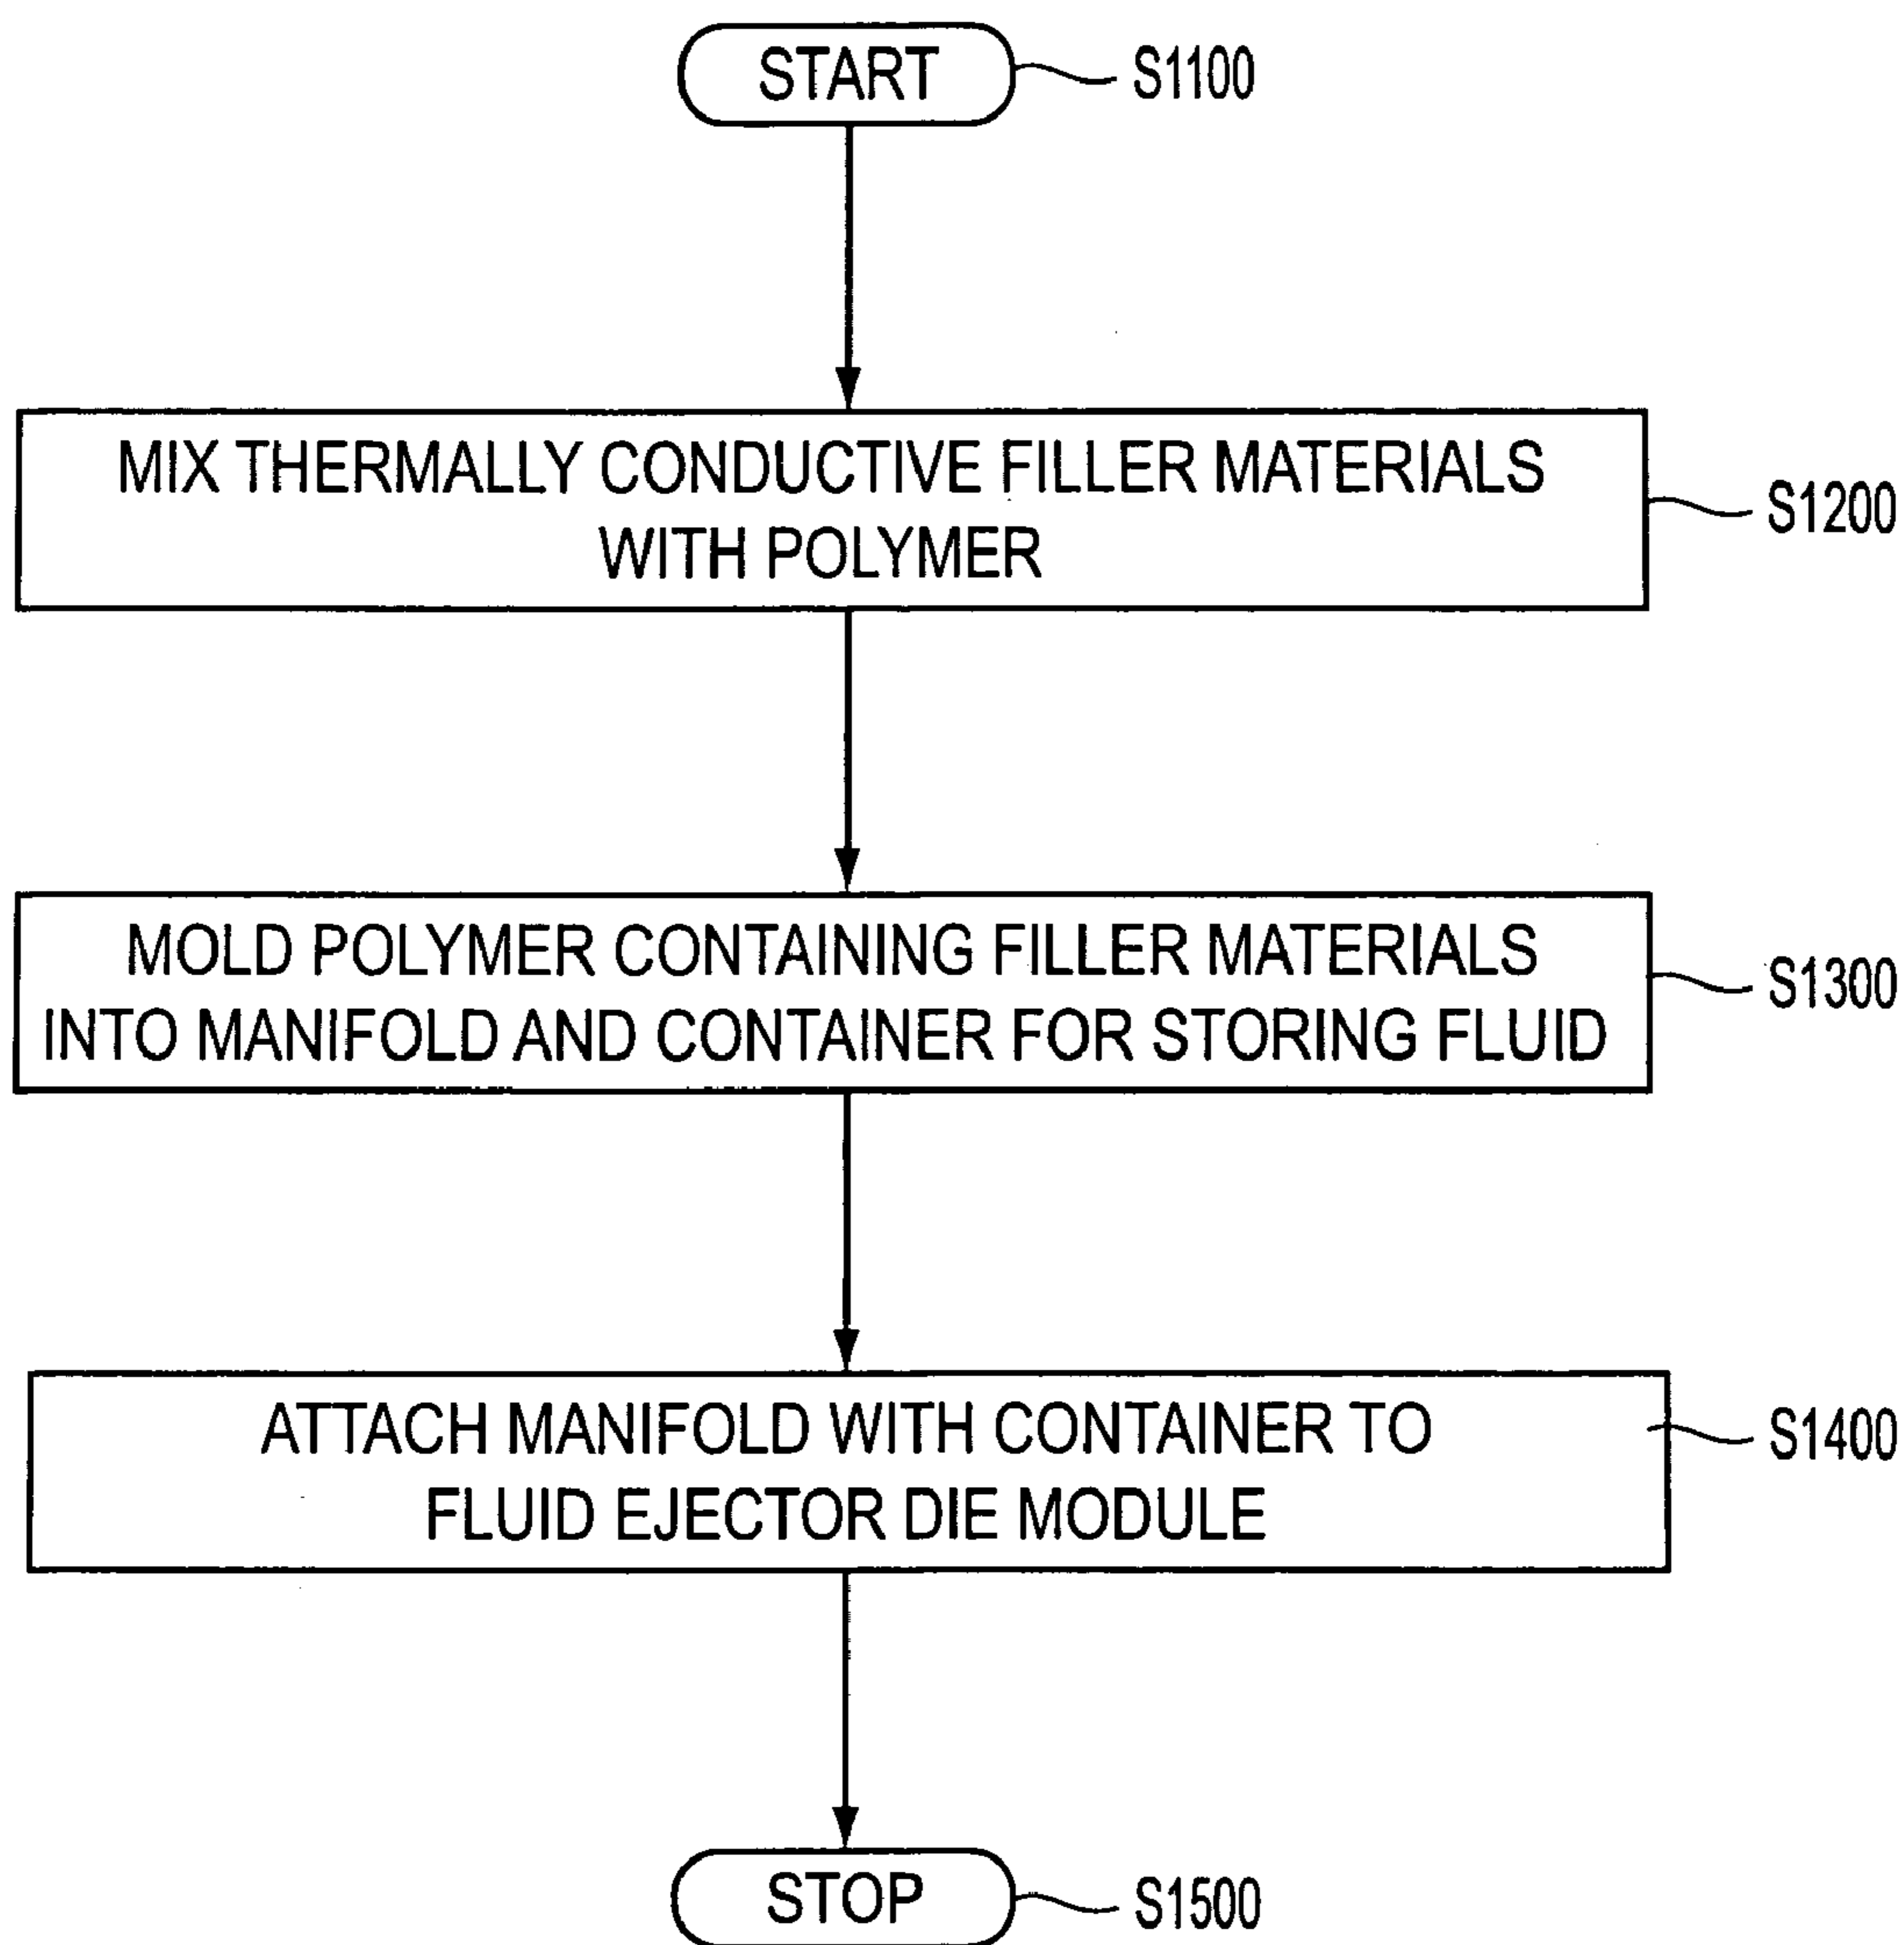 START
S1100
MIX THERMALLY CONDUCTIVE FILLER MATERIALS
WITH POLYMER
S1200
MOLD POLYMER CONTAINING FILLER MATERIALS
INTO MANIFOLD AND CONTAINER FOR STORING FLUID
S1300
ATTACH MANIFOLD WITH CONTAINER TO
FLUID EJECTOR DIE MODULE
S1400
STOP
S1500